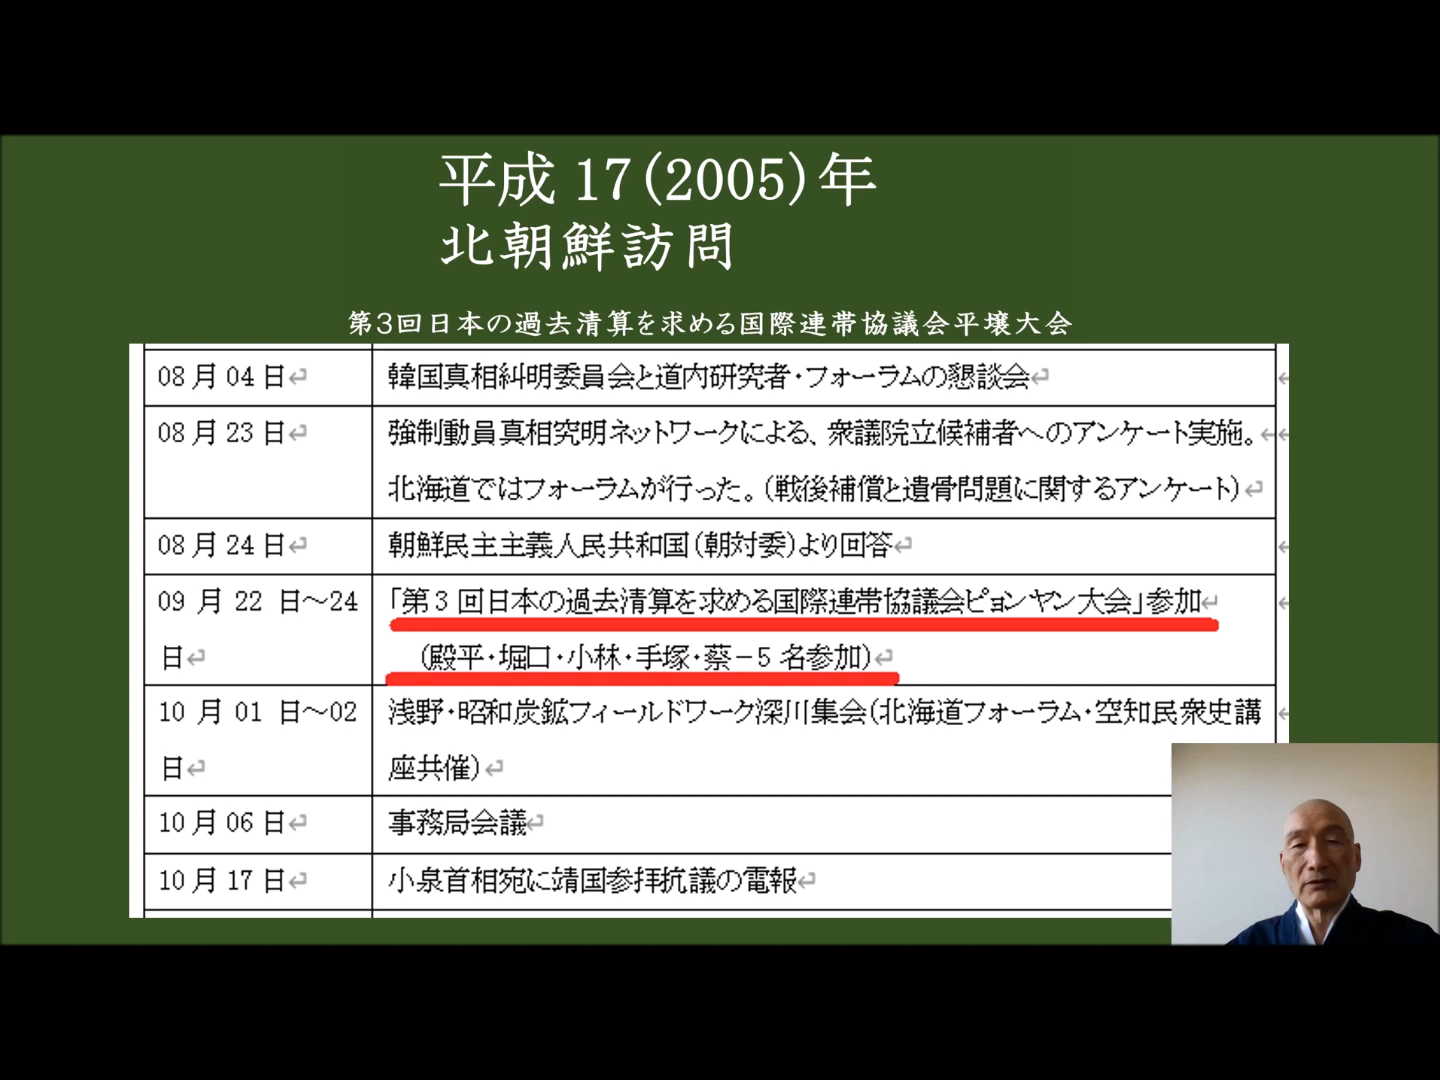 平成 17(2005)年
北朝鮮訪問
第3回日本の過去清算を求める国際連帯協議会平壌大会
08月04日↵ 韓国真相糾明委員会と道内研究者・フォーラムの懇談会↵
08月23日↵ 強制動員真相究明ネットワークによる、衆議院立候補者へのアンケート実施。↵
北海道ではフォーラムが行った。(戦後補償と遺骨問題に関するアンケート)↵
08月24日↵ 朝鮮民主主義人民共和国(朝対委)より回答↵
09 月 22 日～24 「第3回日本の過去清算を求める国際連帯協議会ピョンヤン大会」参加↵
日↵ (殿平・堀口・小林・手塚・蔡－5 名参加)↵
10 月 01 日～02 浅野・昭和炭鉱フィールドワーク深川集会(北海道フォーラム・空知民衆史講
日↵ 座共催)↵
10月06日↵ 事務局会議↵
10月17日↵ 小泉首相宛に靖国参拝抗議の電報↵